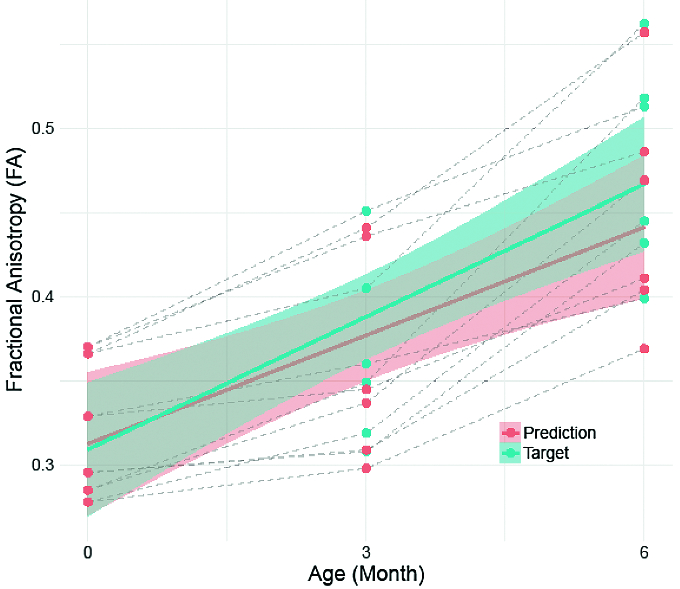 Fractional Anisotropy (FA)
0.5
0.4
0.3
Prediction
Target
0
3
6
Age (Month)